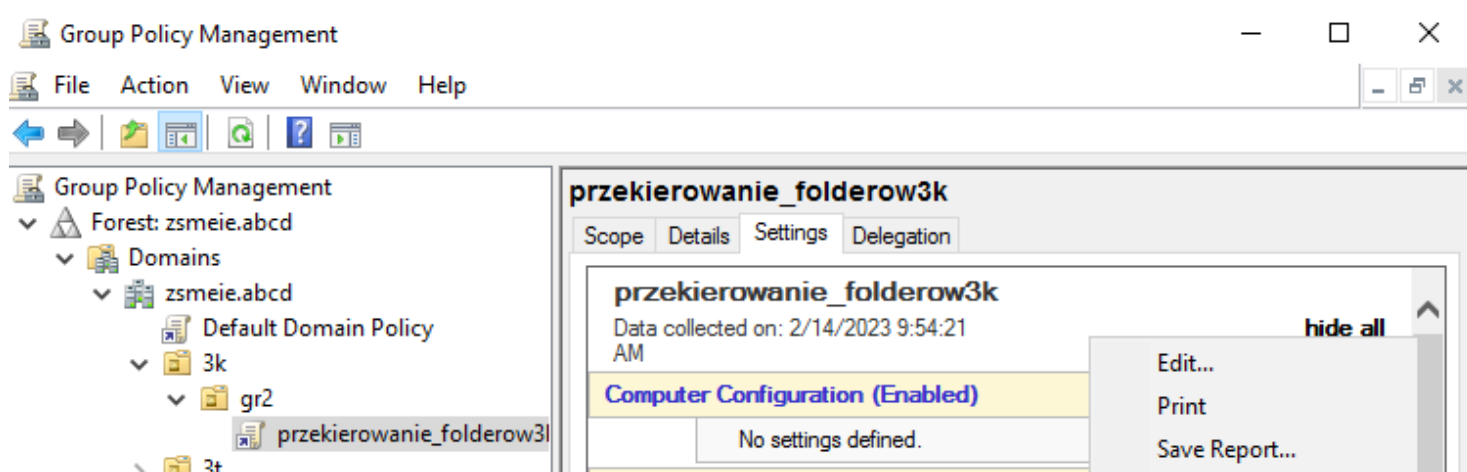 Group Policy Management
File Action View Window Help
Group Policy Management
Forest: zsmeie.abcd
Domains
zsmeie.abcd
Default Domain Policy
3k
gr2
przekierowanie_folderow3
3t
przekierowanie_folderow3k
Scope Details Settings Delegation
przekierowanie_folderow3k
Data collected on: 2/14/2023 9:54:21
AM
hide all
Computer Configuration (Enabled)
No settings defined.
Edit...
Print
Save Report...